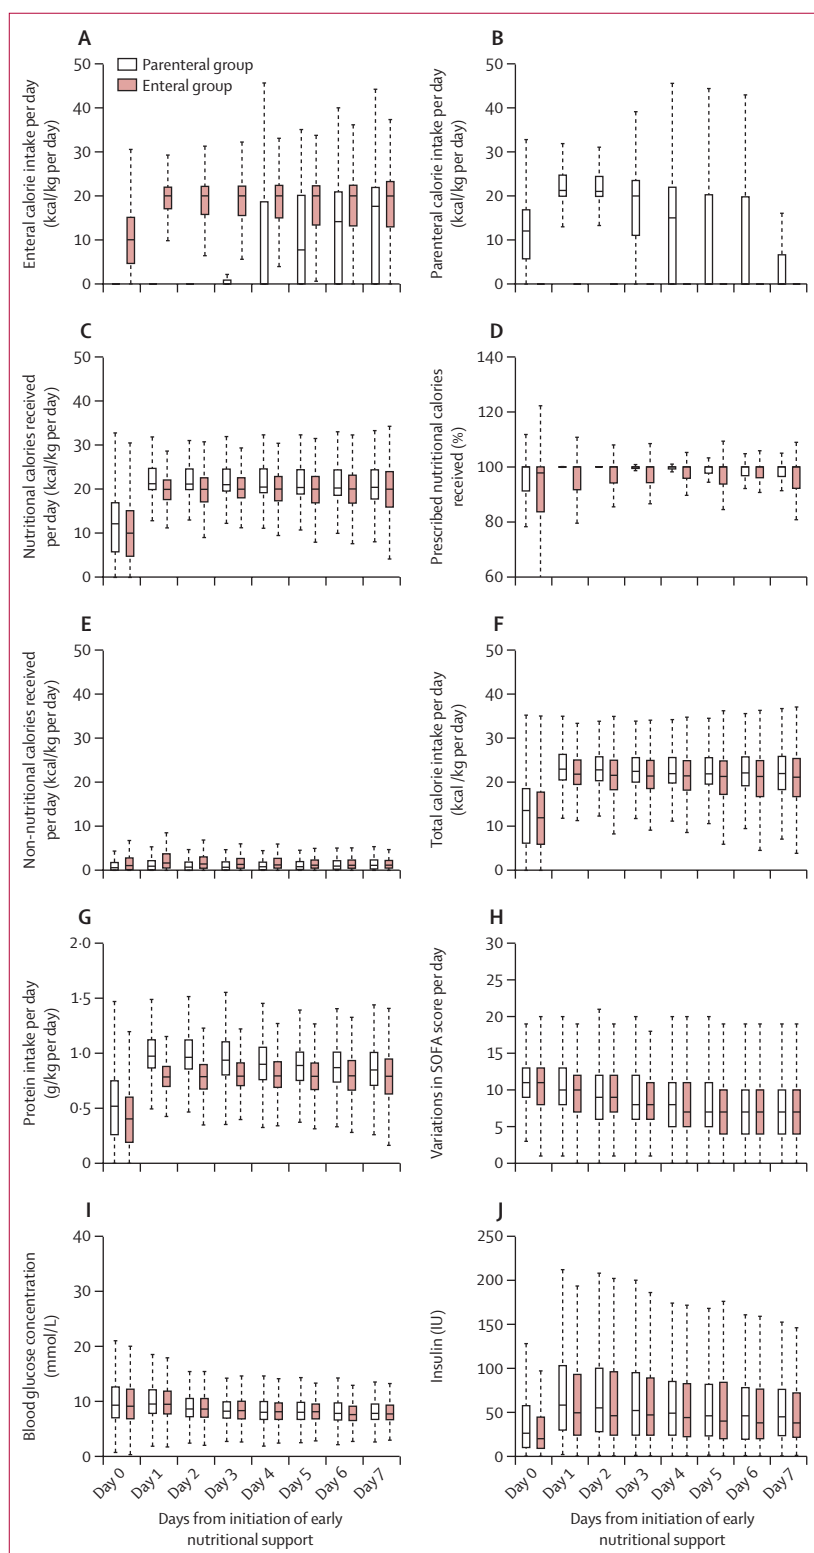 A
Parenteral group
Enteral group
Enteral calorie intake per day
(kcal/kg per day)
50
40
30
20
10
0
B
Parenteral calorie intake per day
(kcal/kg per day)
50
40
30
20
10
0
C
Nutritional calories received
per day (kcal/kg per day)
50
40
30
20
10
0
D
Prescribed nutritional calories
received (%)
140
120
100
80
60
E
Non-nutritional calories received
per day (kcal/kg per day)
50
40
30
20
10
0
F
Total calorie intake per day
(kcal /kg per day)
50
40
30
20
10
0
G
Protein intake per day
(g/kg per day)
2·0
1·5
1·0
0·5
0
H
Variations in SOFA score per day
30
25
20
15
10
5
0
I
Blood glucose concentration
(mmol/L)
40
30
20
10
0
Day 0
Day 1
Day 2
Day 3
Day 4
Day 5
Day 6
Day 7
Days from initiation of early
nutritional support
J
Insulin (IU)
250
200
150
100
50
0
Day 0
Day 1
Day 2
Day 3
Day 4
Day 5
Day 6
Day 7
Days from initiation of early
nutritional support